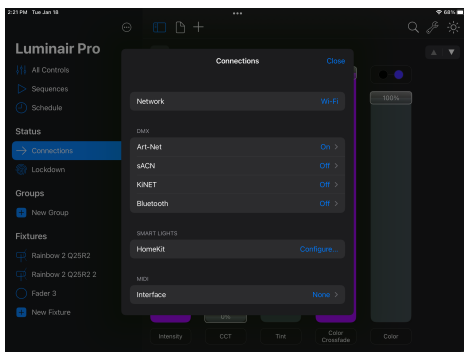 2:21 PM Tue Jan 16
68%
Luminair Pro
All Controls
Sequences
Schedule
Status
Connections
Lockdown
Groups
New Group
Fixtures
Rainbow 2 Q25R2
Rainbow 2 Q25R2 2
Fader 3
New Fixture
Connections
Close
Network
Wi-Fi
DMX
Art-Net
On
sACN
Off
KiNET
Off
Bluetooth
Off
SMART LIGHTS
HomeKit
Configure...
MIDI
Interface
None
100%
0%
Intensity
CCT
Tint
Color
Crossfade
Color